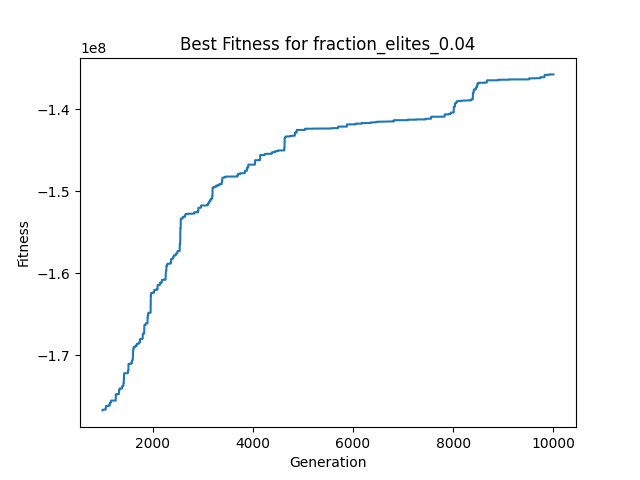 Best Fitness for fraction_elites_0.04
1e8
−1.4
−1.5
−1.6
−1.7
Fitness
2000 4000 6000 8000 10000
Generation